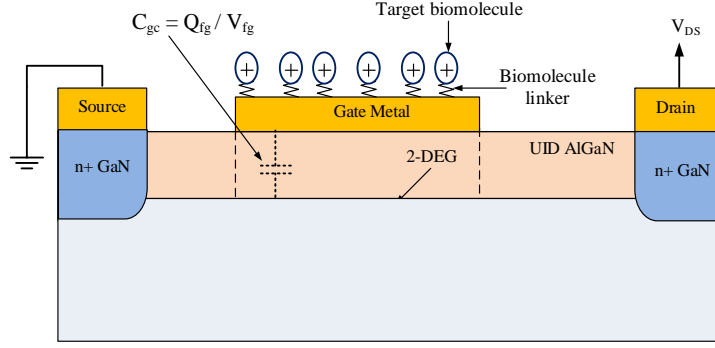 C_gc = Q_fg / V_fg
Target biomolecule
V_DS
Biomolecule
linker
Source
Gate Metal
Drain
+ + + + + +
n+ GaN
2-DEG
UID AlGaN
n+ GaN